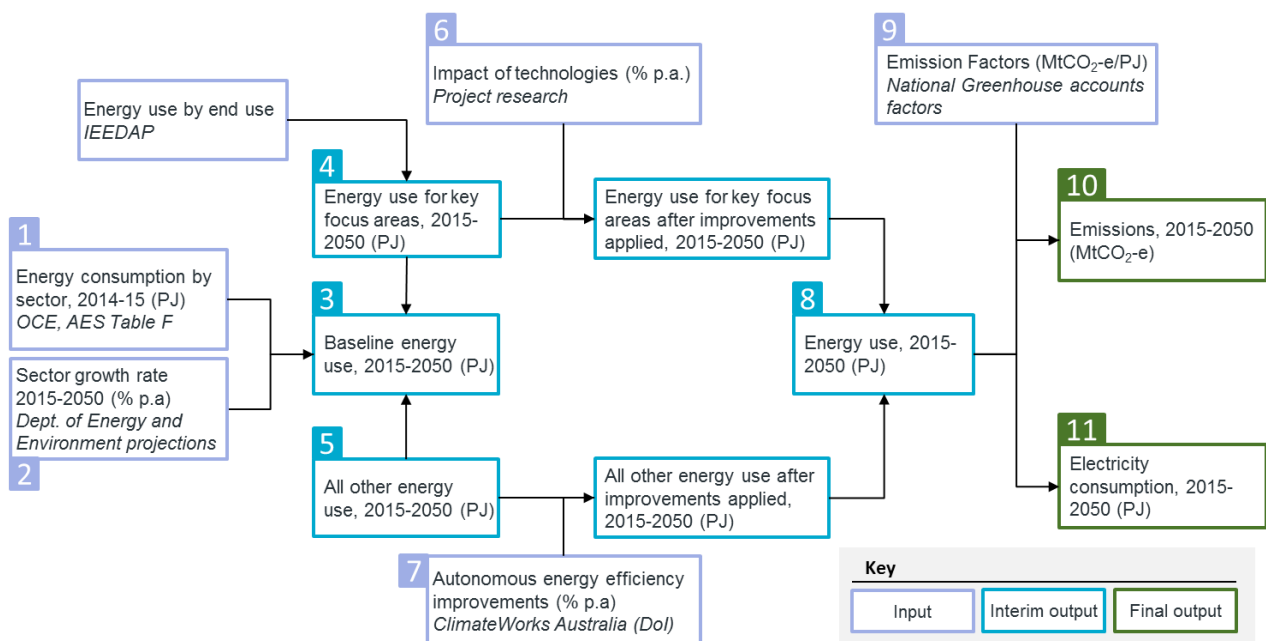 6
Impact of technologies (% p.a.)
Project research
9
Emission Factors (MtCO₂-e/PJ)
National Greenhouse accounts
factors
Energy use by end use
IEEDAP
4
Energy use for key
focus areas, 2015-
2050 (PJ)
Energy use for key focus
areas after improvements
applied, 2015-2050 (PJ)
10
Emissions, 2015-2050
(MtCO₂-e)
1
Energy consumption by
sector, 2014-15 (PJ)
OCE, AES Table F
3
Baseline energy
use, 2015-2050 (PJ)
8
Energy use, 2015-
2050 (PJ)
Sector growth rate
2015-2050 (% p.a)
Dept. of Energy and
Environment projections
2
5
All other energy
use, 2015-2050 (PJ)
All other energy use after
improvements applied,
2015-2050 (PJ)
11
Electricity
consumption, 2015-
2050 (PJ)
7
Autonomous energy efficiency
improvements (% p.a)
ClimateWorks Australia (DoI)
Key
Input
Interim output
Final output